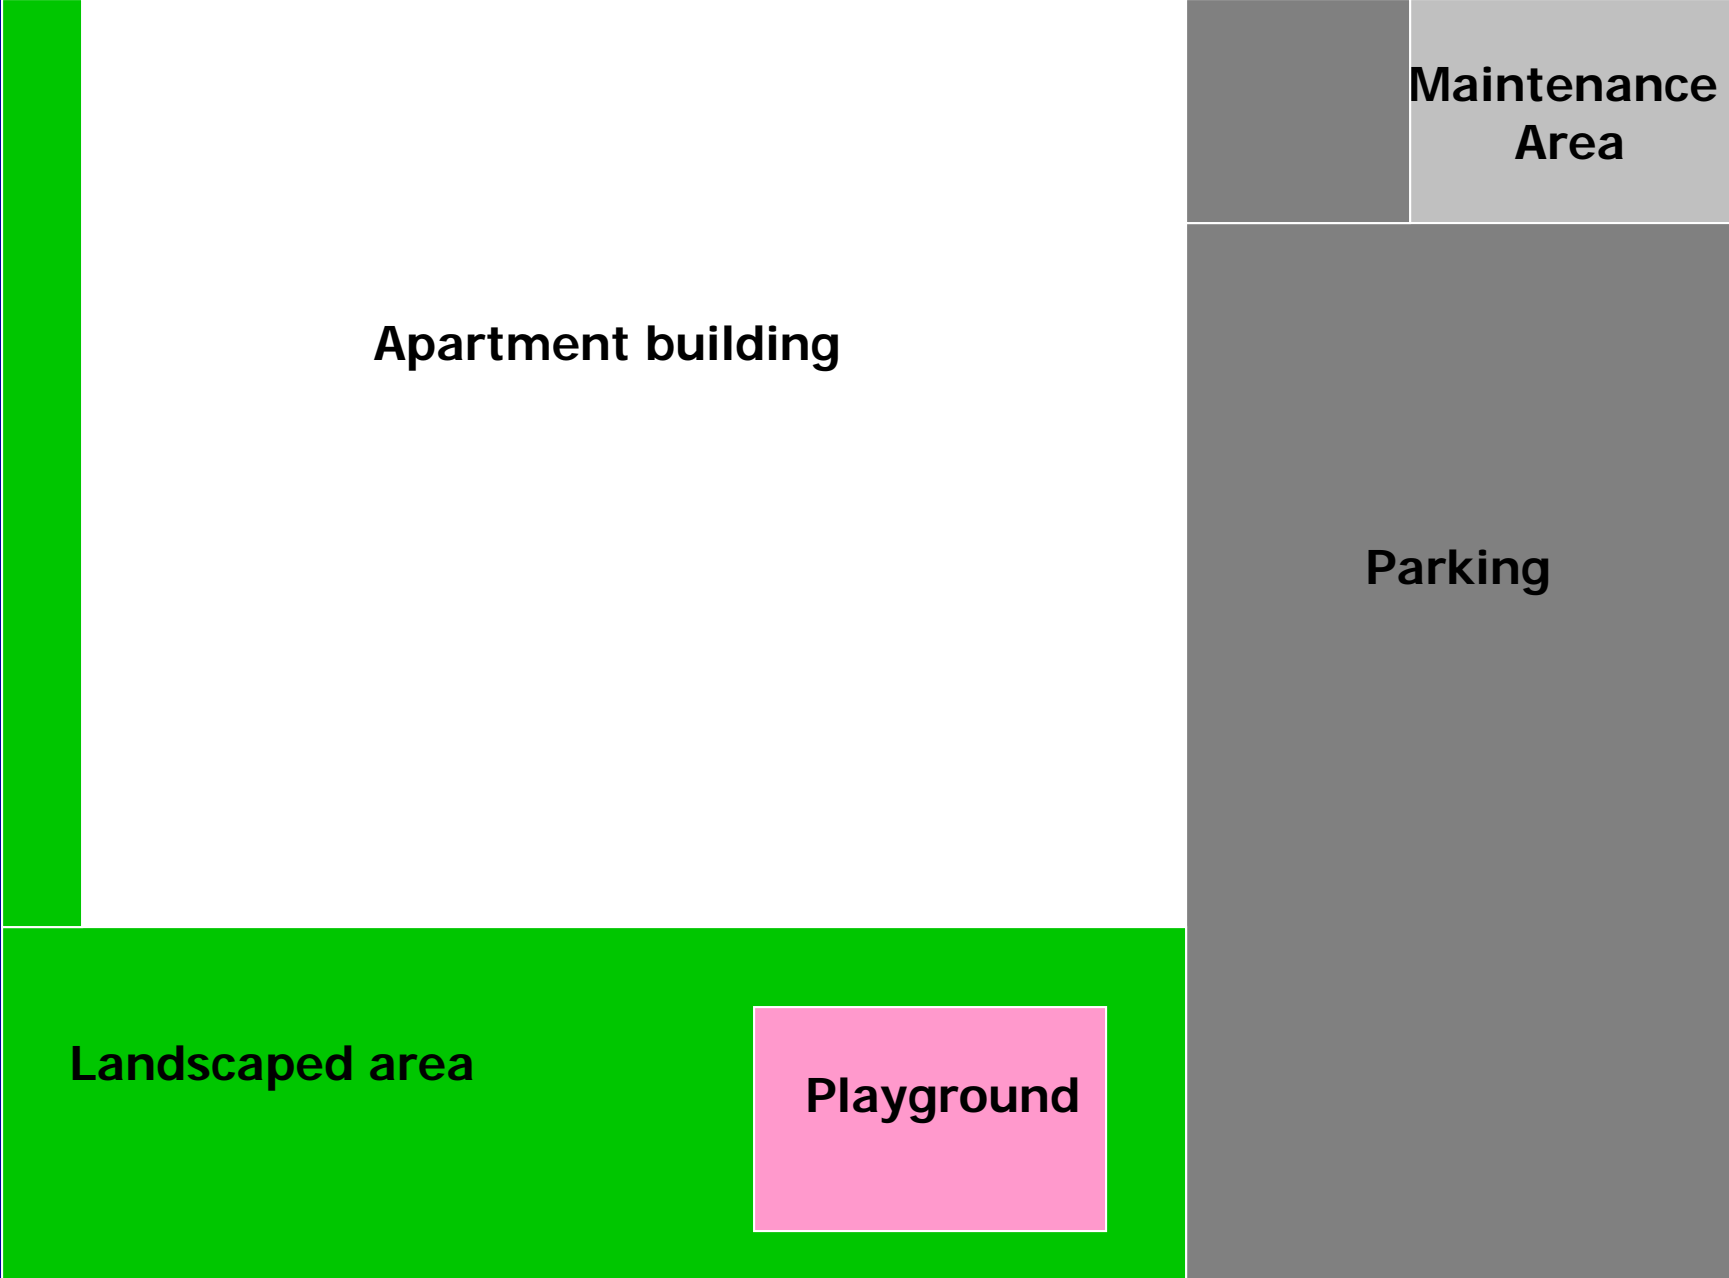 Maintenance
Area
Apartment building
Parking
Landscaped area
Playground